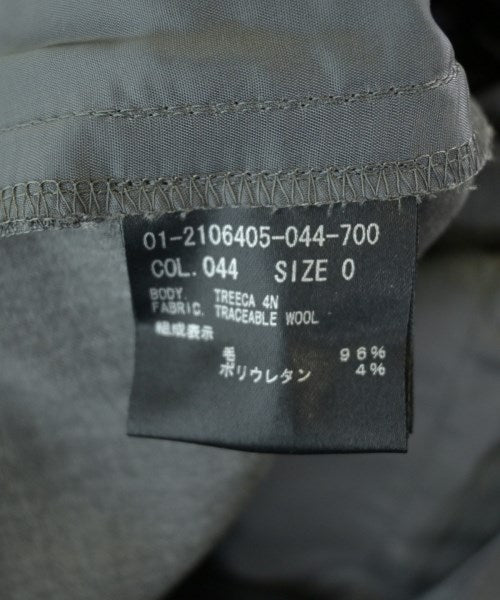 01-2106405-044-700
COL. 044 SIZE 0
BODY. TREECA 4N
FABRIC. TRACEABLE WOOL
組成表示
毛 96%
ポリウレタン 4%